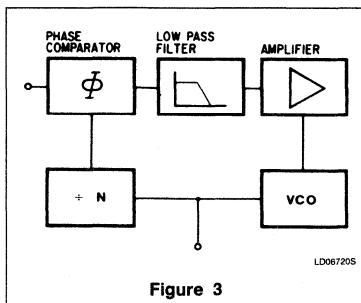 PHASE COMPARATOR
LOW PASS FILTER
AMPLIFIER
Φ
÷ N
VCO
LD06720S
Figure 3